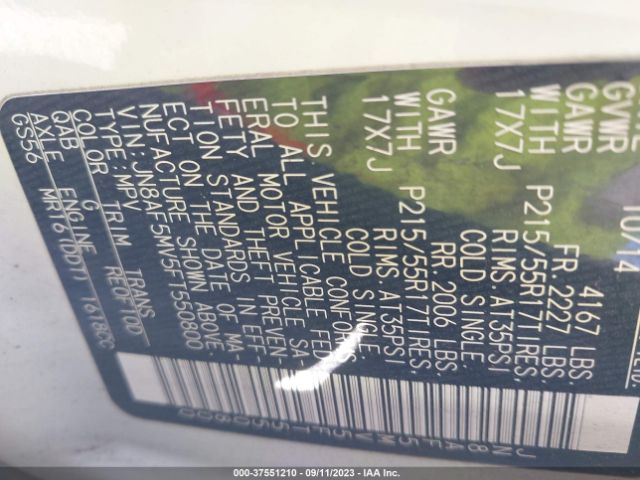 10/14
GVWR 4167 LBS.
GAWR FR. 2227 LBS.
WITH P215/55R17TIRES.
17X7J RIMS. AT35PSI
COLD SINGLE
GAWR RR. 2006 LBS.
WITH P215/55R17TIRES.
17X7J RIMS. AT35PSI
COLD SINGLE
THIS VEHICLE CONFORMS
TO ALL APPLICABLE FED-
ERAL MOTOR VEHICLE SA-
FETY AND THEFT PREVEN-
TION STANDARDS IN EFF-
ECT ON THE DATE OF MA-
NUFACTURE SHOWN ABOVE.
VIN: JN8AF5MV5FT550800
TYPE: MPV
COLOR TRIM TRANS
QAB G RE0F10D
AXLE ENGINE
GS56 MR16(DD)T 1618CC
JN8AF5MV5FT550800
000-37551210 - 09/11/2023 - IAA Inc.